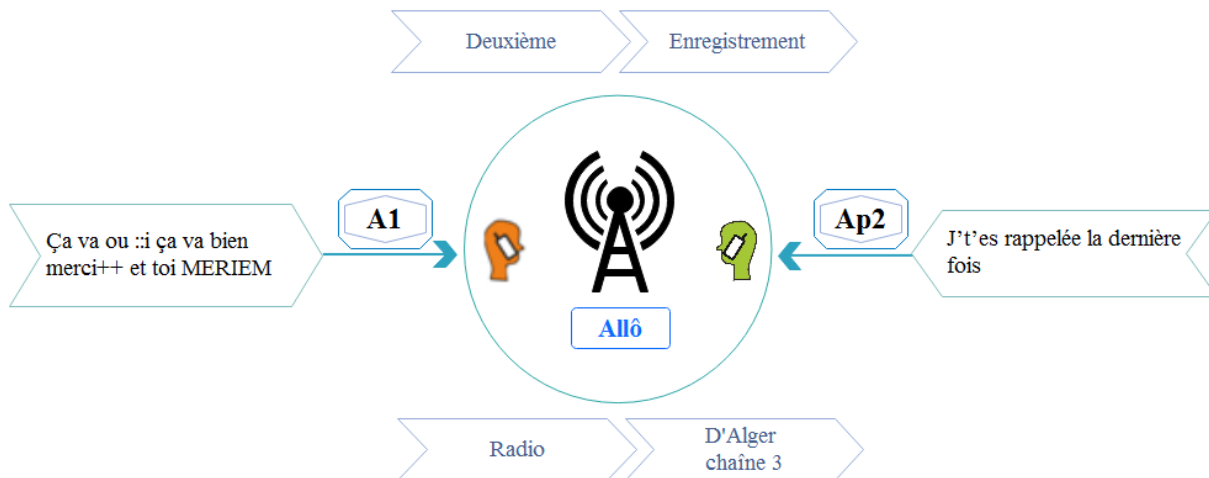 Deuxième
Enregistrement
A1
Ap2
Ça va ou ::i ça va bien
merci++ et toi MERIEM
J't'es rappelée la dernière
fois
Allô
Radio
D'Alger
chaîne 3